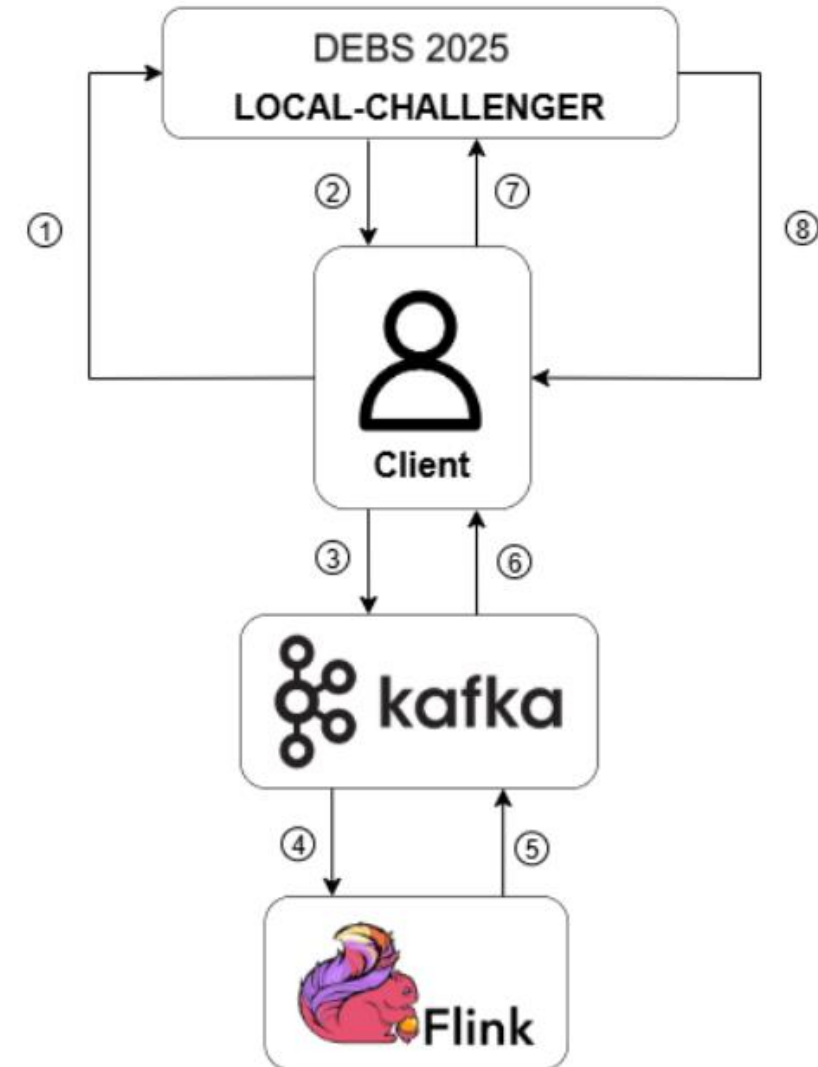 DEBS 2025
LOCAL-CHALLENGER
②
⑦
①
⑧
Client
③
⑥
kafka
④
⑤
Flink